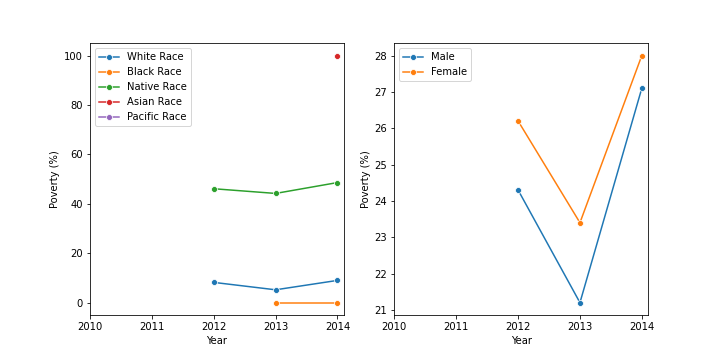 100
80
60
40
20
0
Poverty (%)
White Race
Black Race
Native Race
Asian Race
Pacific Race
2010 2011 2012 2013 2014
Year
28
27
26
25
24
23
22
21
Poverty (%)
Male
Female
2010 2011 2012 2013 2014
Year